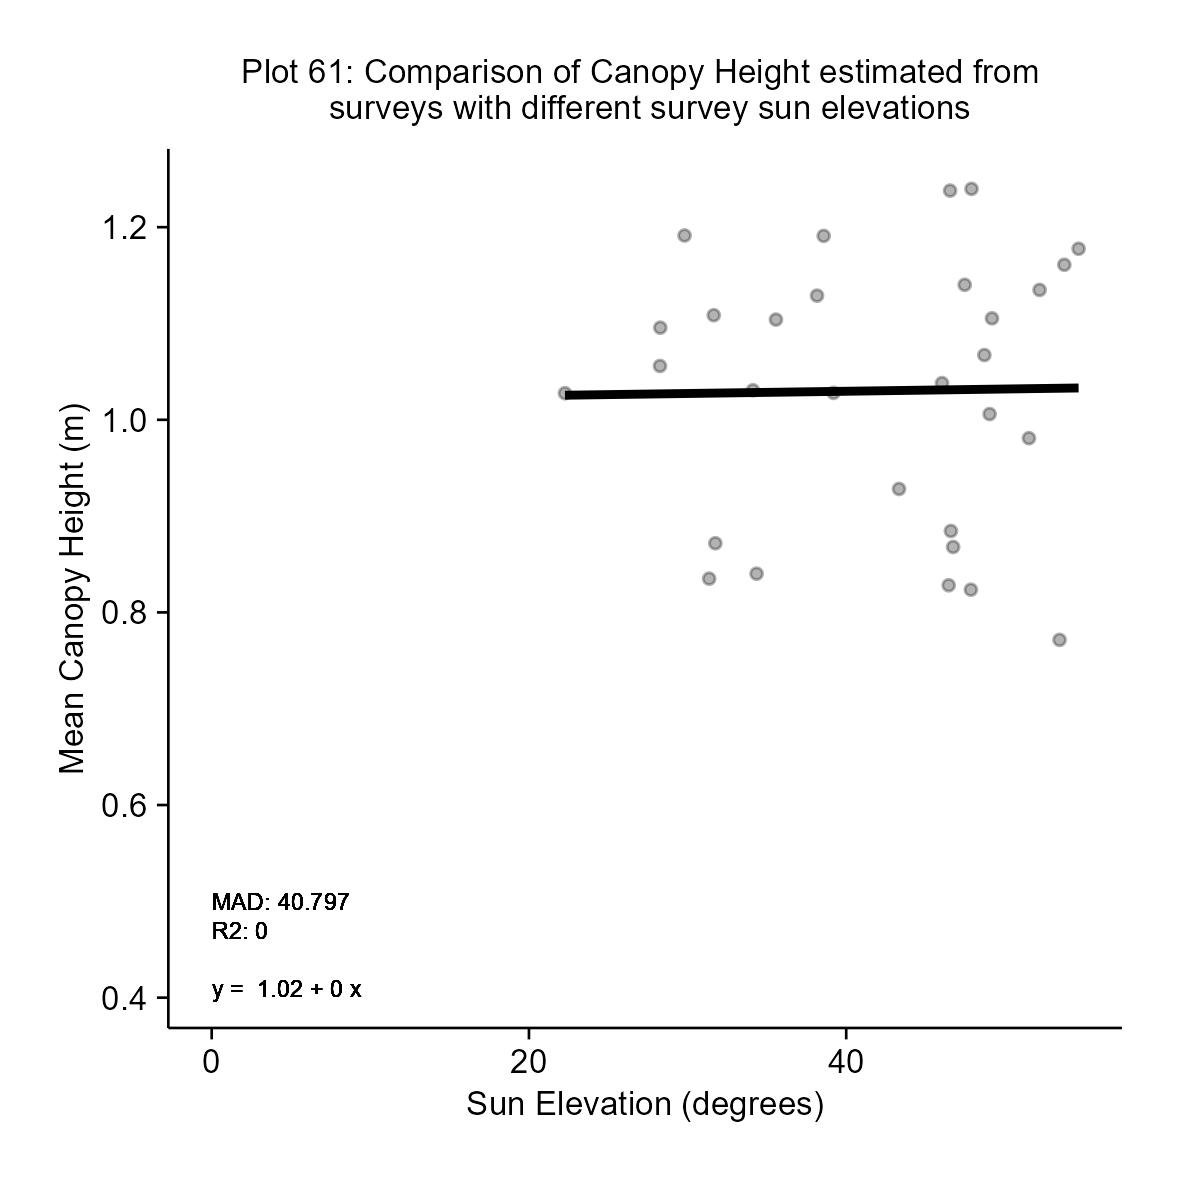 Plot 61: Comparison of Canopy Height estimated from
surveys with different survey sun elevations
Mean Canopy Height (m)
1.2
1.0
0.8
0.6
0.4
MAD: 40.797
R2: 0
y =  1.02 + 0 x
0
20
40
Sun Elevation (degrees)